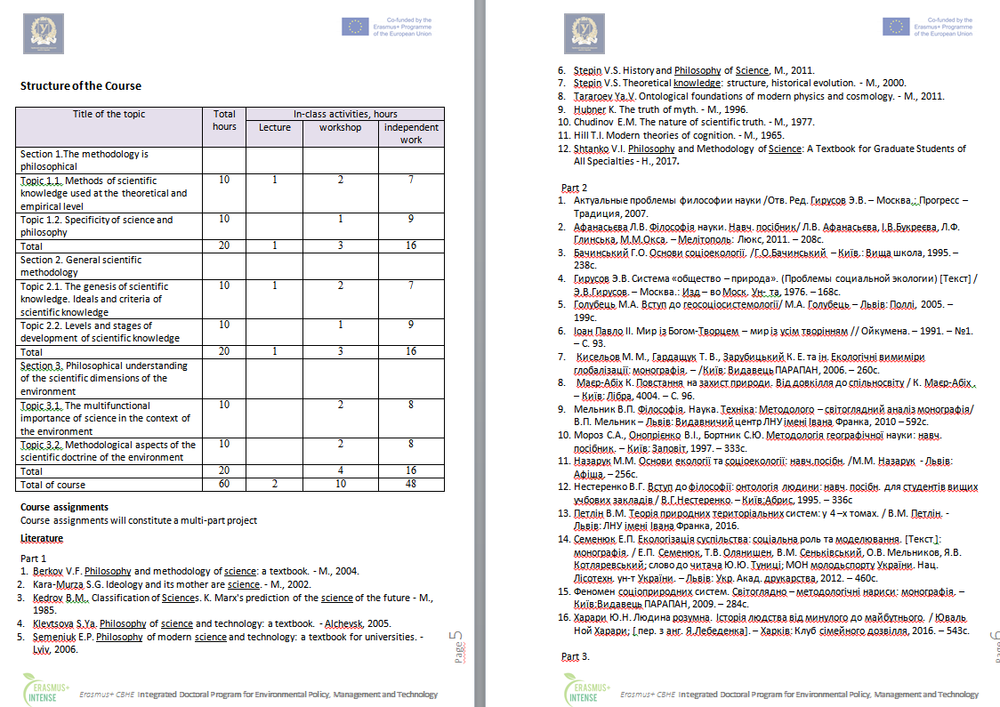 Co-funded by the
Erasmus+ Programme
of the European Union
Structure of the Course
Title of the topic
Total hours
In-class activities, hours
Lecture
workshop
independent work
Section 1.The methodology is
philosophical
Topic 1.1. Methods of scientific 10 1 2 7
knowledge used at the theoretical and
empirical level
Topic 1.2. Specificity of science and 10 1 9
philosophy
Total 20 1 3 16
Section 2. General scientific
methodology
Topic 2.1. The genesis of scientific 10 1 2 7
knowledge. Ideals and criteria of
scientific knowledge
Topic 2.2. Levels and stages of 10 1 9
development of scientific knowledge
Total 20 1 3 16
Section 3. Philosophical understanding
of the scientific dimensions of the
environment
Topic 3.1. The multifunctional 10 2 8
importance of science in the context of
the environment
Topic 3.2. Methodological aspects of the 10 2 8
scientific doctrine of the environment
Total 20 4 16
Total of course 60 2 10 48
Course assignments
Course assignments will constitute a multi-part project
Literature
Part 1
1. Berkov V.F. Philosophy and methodology of science: a textbook. - M., 2004.
2. Kara-Murza S.G. Ideology and its mother are science. - M., 2002.
3. Kedrov B.M.. Classification of Sciences. K. Marx's prediction of the science of the future - M.,
1985.
4. Klevtsova S.Ya. Philosophy of science and technology: a textbook. - Alchevsk, 2005.
5. Semeniuk E.P. Philosophy of modern science and technology: a textbook for universities. -
Lviv, 2006.
Page 5
ERASMUS+
INTENSE
Erasmus+ CBHE Integrated Doctoral Program for Environmental Policy, Management and Technology
Co-funded by the
Erasmus+ Programme
of the European Union
6. Stepin V.S. History and Philosophy of Science, M., 2011.
7. Stepin V.S. Theoretical knowledge: structure, historical evolution. - M., 2000.
8. Tararoev Ya.V. Ontological foundations of modern physics and cosmology. - M., 2011.
9. Hubner K. The truth of myth. - M., 1996.
10. Chudinov E.M. The nature of scientific truth. - M., 1977.
11. Hill T.I. Modern theories of cognition. - M., 1965.
12. Shtanko V.I. Philosophy and Methodology of Science: A Textbook for Graduate Students of
All Specialties - H., 2017.
Part 2
1. Актуальные проблемы философии науки /Отв. Ред. Гирусов Э.В. – Москва.: Прогресс –
Традиция, 2007.
2. Афанасьєва Л.В. Філософія науки. Навч. посібник/ Л.В. Афанасьєва, І.В.Букреєва, Л.Ф.
Глинська, М.М.Окса. – Мелітополь: Люкс, 2011. – 208с.
3. Бачинський Г.О. Основи соціоекології. /Г.О.Бачинський – Київ.: Вища школа, 1995. –
238с.
4. Гирусов Э.В. Система «общество – природа». (Проблемы социальной экологии) [Текст] /
Э.В.Гирусов. – Москва.: Изд – во Моск. Ун- та, 1976. – 168с.
5. Голубець М.А. Вступ до геосоціосистемології/ М.А. Голубець – Львів: Поллі, 2005. –
199с.
6. Іоан Павло ІІ. Мир із Богом-Творцем – мир із усім творінням // Ойкумена. – 1991. – №1.
– С. 93.
7. Кисельов М.М., Гардащук Т.В., Зарубицький К.Е. та ін. Екологічні вимиміри
глобалізації: монографія. – /Київ: Видавець ПАРАПАН, 2006. – 260с.
8. Маєр-Абіх К. Повстання на захист природи. Від довкілля до спільносвіту / К. Маєр-Абіх .
– Київ: Лібра, 4004. – С. 96.
9. Мельник В.П. Філософія. Наука. Техніка: Методолого – світоглядний аналіз монографія/
В.П. Мельник – Львів: Видавничий центр ЛНУ імені Івана Франка, 2010 – 592с.
10. Мороз С.А., Онопрієнко В.І., Бортник С.Ю. Методологія географічної науки: навч.
посібник. – Київ: Заповіт, 1997. – 333с.
11. Назарук М.М. Основи екології та соціоекології: навч.посібн. /М.М. Назарук - Львів:
Афіша, – 256с.
12. Нестеренко В.Г. Вступ до філософії: онтологія людини: навч. посібн. для студентів вищих
учбових закладів / В.Г.Нестеренко. – Київ:Абрис, 1995. – 336с
13. Петлін В.М. Теорія природних територіальних систем: у 4 –х томах. / В.М. Петлін. -
Львів: ЛНУ імені Івана Франка, 2016.
14. Семенюк Е.П. Екологізація суспільства: соціальна роль та моделювання. [Текст]:
монографія. / Е.П. Семенюк, Т.В. Олянишен, В.М. Сеньківський, О.В. Мельников, Я.В.
Котляревський; слово до читача Ю.Ю. Туниці; МОН молодьспорту України. Нац.
Лісотехн. ун-т України. – Львів: Укр. Акад. друкарства, 2012. – 460с.
15. Феномен соціоприродних систем. Світоглядно – методологічні нариси: монографія. –
Київ:Видавець ПАРАПАН, 2009. – 284с.
16. Харарі Ю.Н. Людина розумна. Історія людства від минулого до майбутнього. / Юваль
Ной Харарі; [пер. з анг. Я.Лебеденка]. – Харків: Клуб сімейного дозвілля, 2016. – 543с.
Part 3.
Page 6
ERASMUS+
INTENSE
Erasmus+ CBHE Integrated Doctoral Program for Environmental Policy, Management and Technology